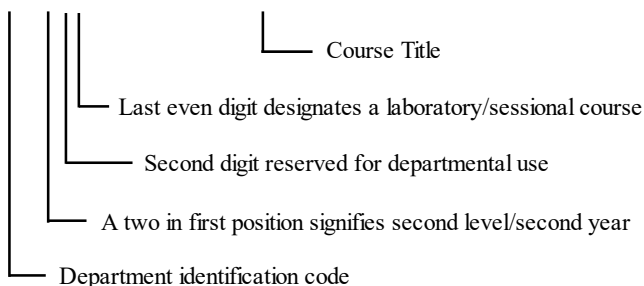 Course Title
Last even digit designates a laboratory/sessional course
Second digit reserved for departmental use
A two in first position signifies second level/second year
Department identification code